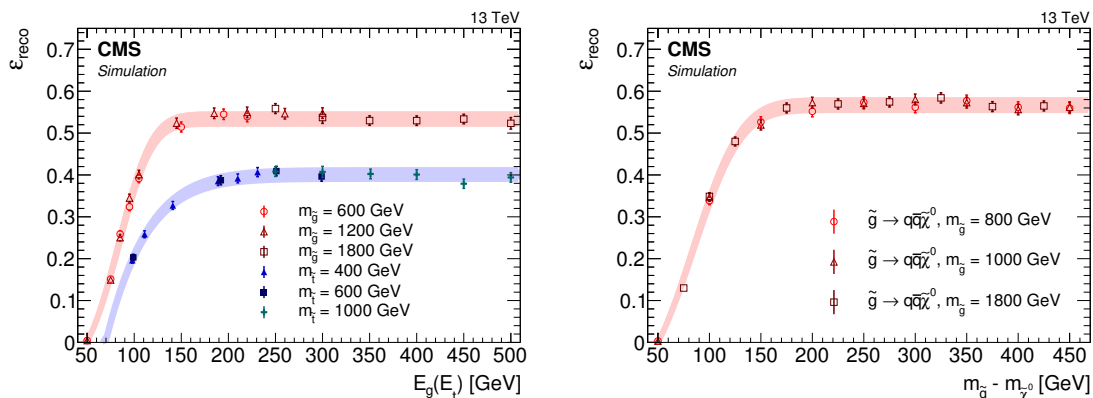 13 TeV
CMS
Simulation
ε_reco
0.7
0.6
0.5
0.4
0.3
0.2
0.1
0
m_g̃ = 600 GeV
m_g̃ = 1200 GeV
m_g̃ = 1800 GeV
m_t̃ = 400 GeV
m_t̃ = 600 GeV
m_t̃ = 1000 GeV
50 100 150 200 250 300 350 400 450 500
E_g(E_t) [GeV]
13 TeV
CMS
Simulation
ε_reco
0.7
0.6
0.5
0.4
0.3
0.2
0.1
0
g̃ → qq̅χ̃⁰, m_g̃ = 800 GeV
g̃ → qq̅χ̃⁰, m_g̃ = 1000 GeV
g̃ → qq̅χ̃⁰, m_g̃ = 1800 GeV
50 100 150 200 250 300 350 400 450
m_g̃ - m_χ̃⁰ [GeV]